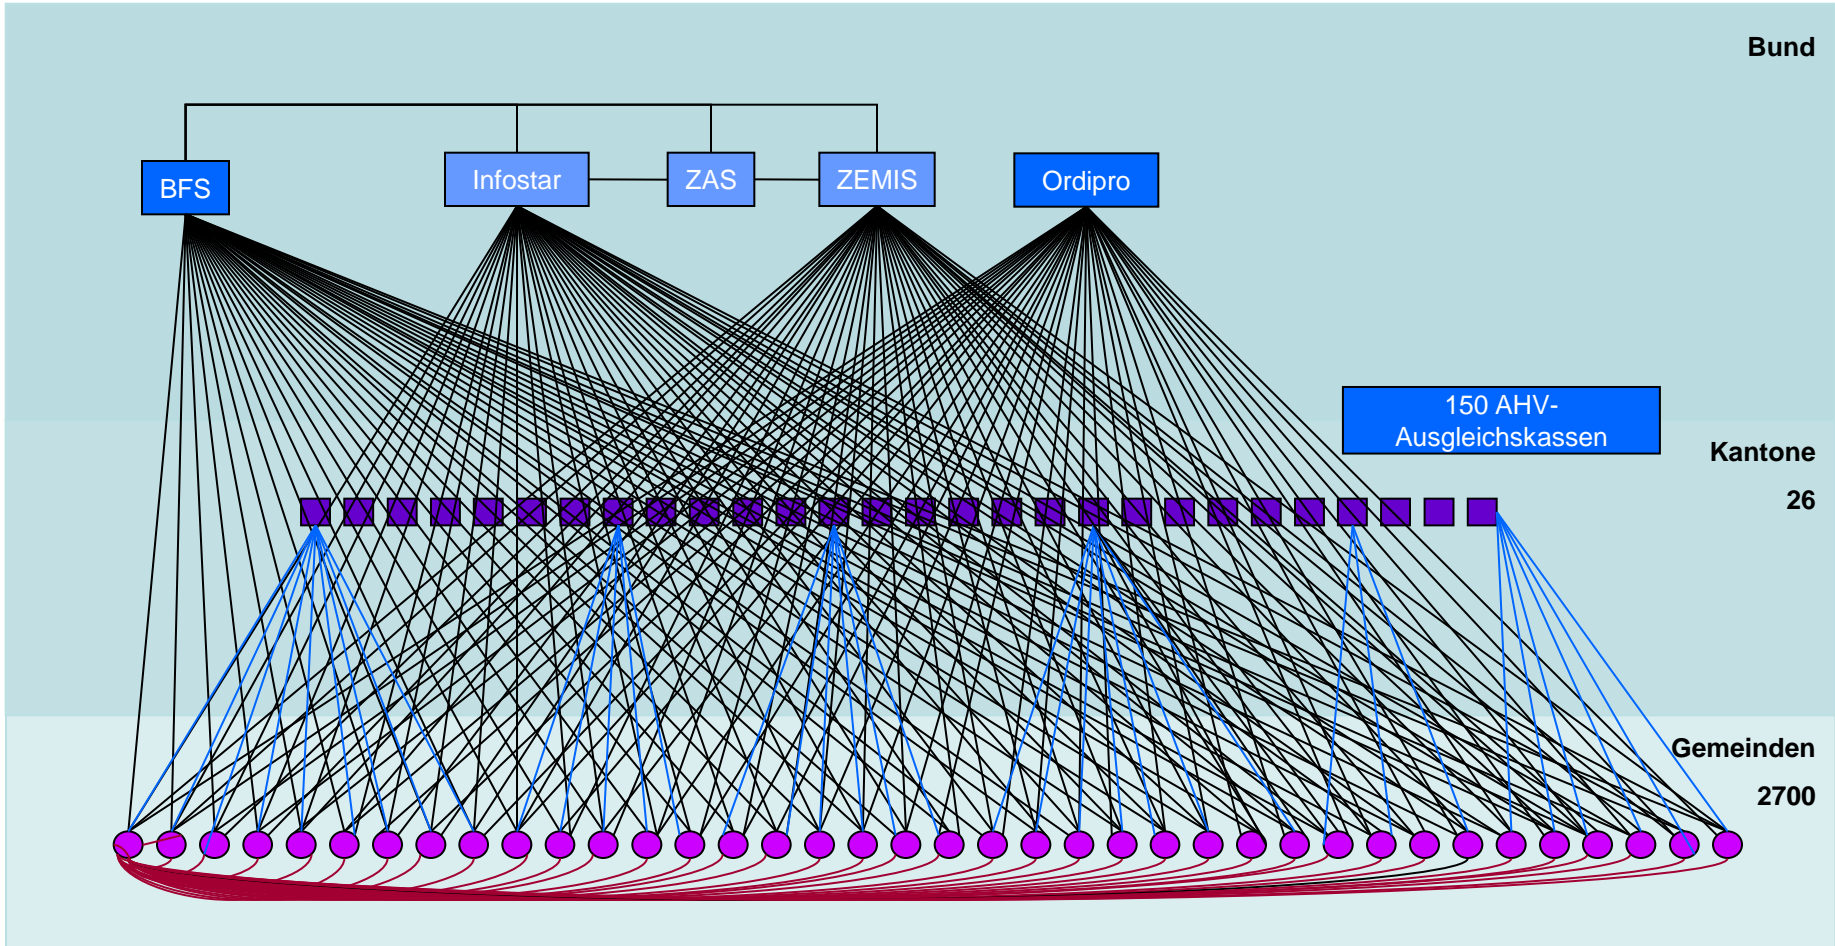 Bund
BFS
Infostar
ZAS
ZEMIS
Ordipro
150 AHV-
Ausgleichskassen
Kantone
26
Gemeinden
2700